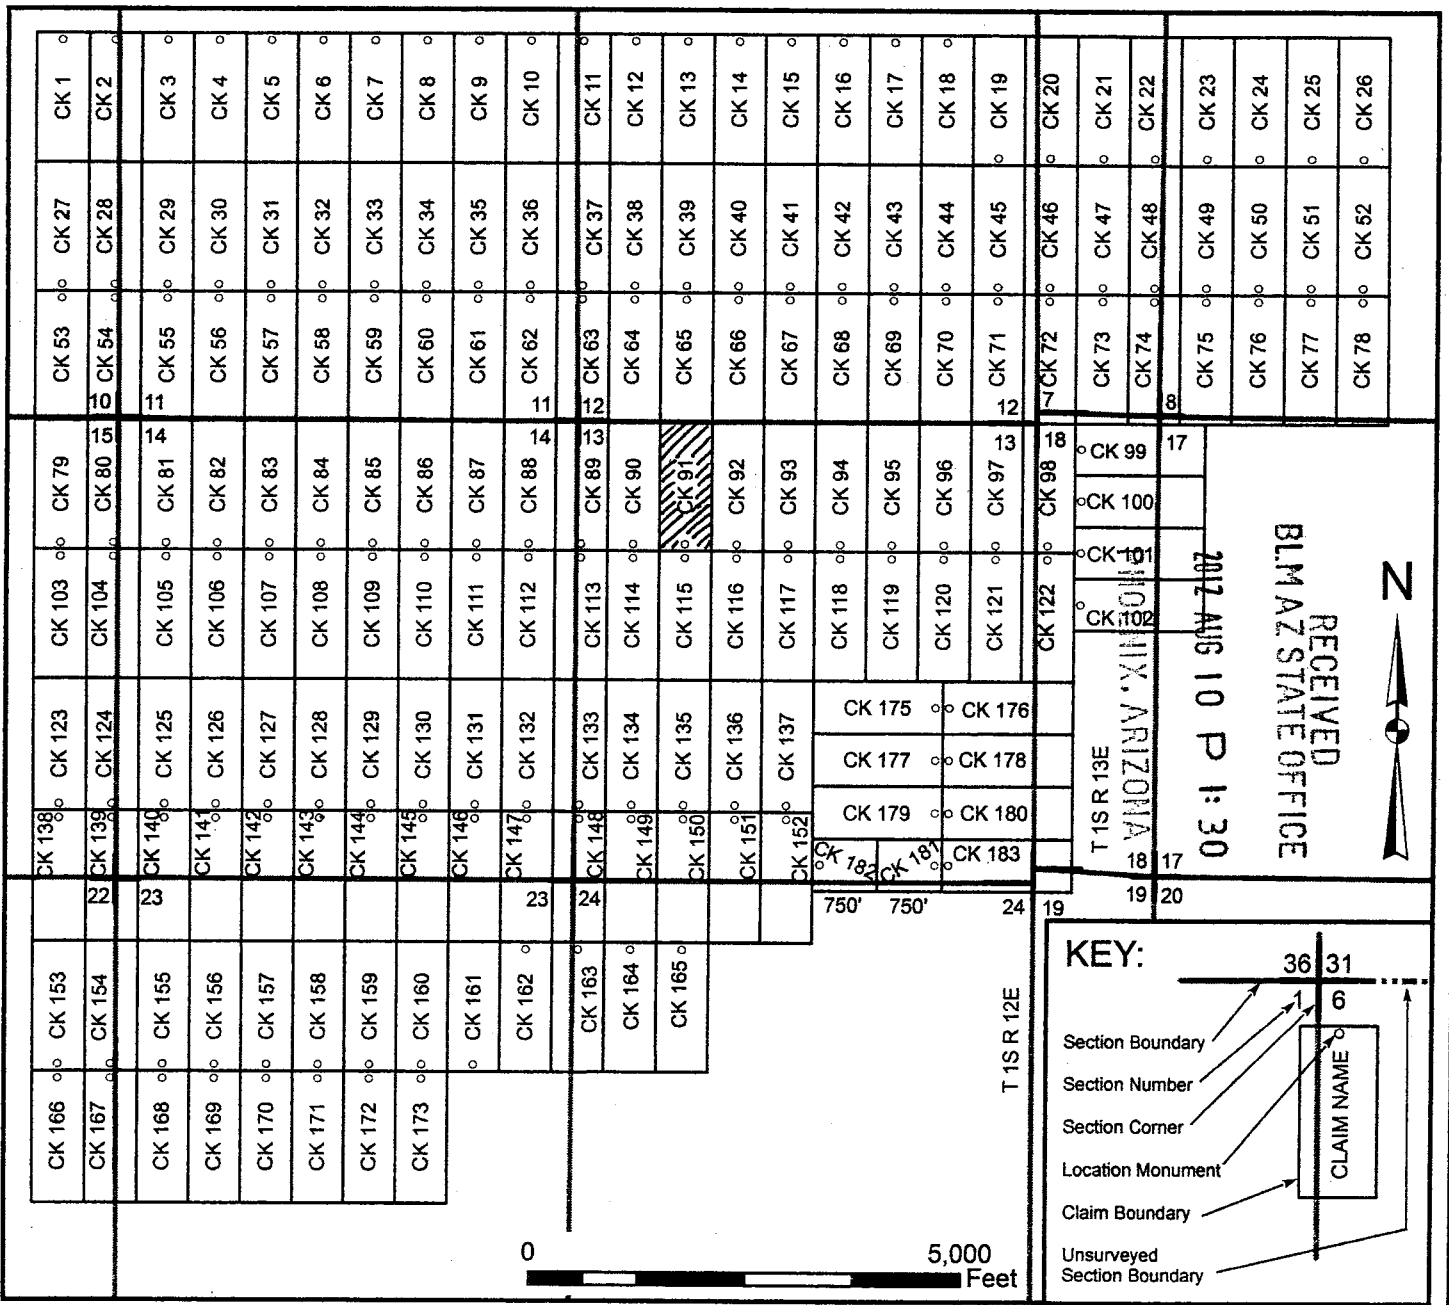 CK 1
CK 2
CK 3
CK 4
CK 5
CK 6
CK 7
CK 8
CK 9
CK 10
CK 11
CK 12
CK 13
CK 14
CK 15
CK 16
CK 17
CK 18
CK 19
CK 20
CK 21
CK 22
CK 23
CK 24
CK 25
CK 26
CK 27
CK 28
CK 29
CK 30
CK 31
CK 32
CK 33
CK 34
CK 35
CK 36
CK 37
CK 38
CK 39
CK 40
CK 41
CK 42
CK 43
CK 44
CK 45
CK 46
CK 47
CK 48
CK 49
CK 50
CK 51
CK 52
CK 53
CK 54
CK 55
CK 56
CK 57
CK 58
CK 59
CK 60
CK 61
CK 62
CK 63
CK 64
CK 65
CK 66
CK 67
CK 68
CK 69
CK 70
CK 71
CK 72
CK 73
CK 74
CK 75
CK 76
CK 77
CK 78
10 11
11 12
12 7
8
15 14
14 13
13 18
17
CK 79
CK 80
CK 81
CK 82
CK 83
CK 84
CK 85
CK 86
CK 87
CK 88
CK 89
CK 90
CK 91
CK 92
CK 93
CK 94
CK 95
CK 96
CK 97
CK 98
CK 99
CK 100
CK 101
CK 102
CK 103
CK 104
CK 105
CK 106
CK 107
CK 108
CK 109
CK 110
CK 111
CK 112
CK 113
CK 114
CK 115
CK 116
CK 117
CK 118
CK 119
CK 120
CK 121
CK 122
RECEIVED
BLM AZ STATE OFFICE
2012 AUG 10 P 1:30
ARIZONA
N
CK 123
CK 124
CK 125
CK 126
CK 127
CK 128
CK 129
CK 130
CK 131
CK 132
CK 133
CK 134
CK 135
CK 136
CK 137
CK 175
CK 176
CK 177
CK 178
CK 179
CK 180
CK 182
CK 181
CK 183
T 1S R 13E
CK 138
CK 139
CK 140
CK 141
CK 142
CK 143
CK 144
CK 145
CK 146
CK 147
CK 148
CK 149
CK 150
CK 151
CK 152
18 17
22 23
23 24
750' 750'
24 19
19 20
CK 153
CK 154
CK 155
CK 156
CK 157
CK 158
CK 159
CK 160
CK 161
CK 162
CK 163
CK 164
CK 165
T 1S R 12E
CK 166
CK 167
CK 168
CK 169
CK 170
CK 171
CK 172
CK 173
0 5,000
Feet
KEY:
36 31
1 6
Section Boundary
Section Number
Section Corner
Location Monument
Claim Boundary
Unsurveyed
Section Boundary
CLAIM NAME